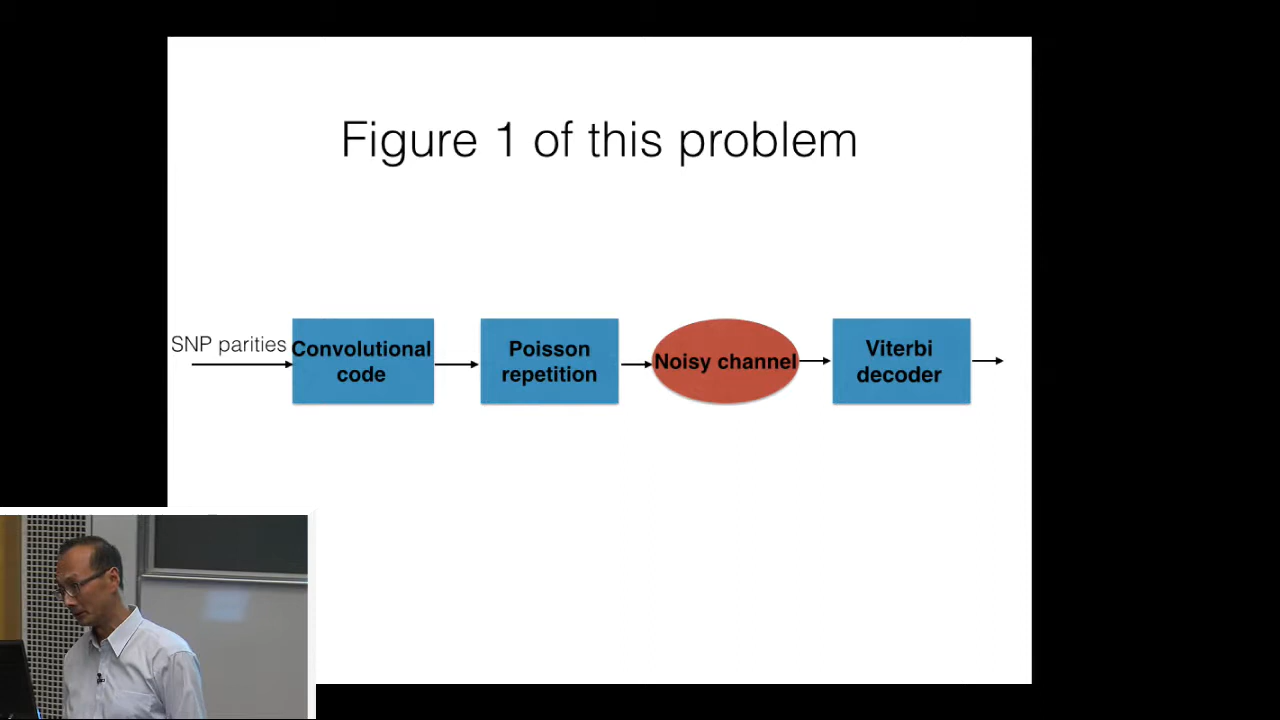 Figure 1 of this problem
SNP parities
Convolutional
code
Poisson
repetition
Noisy channel
Viterbi
decoder